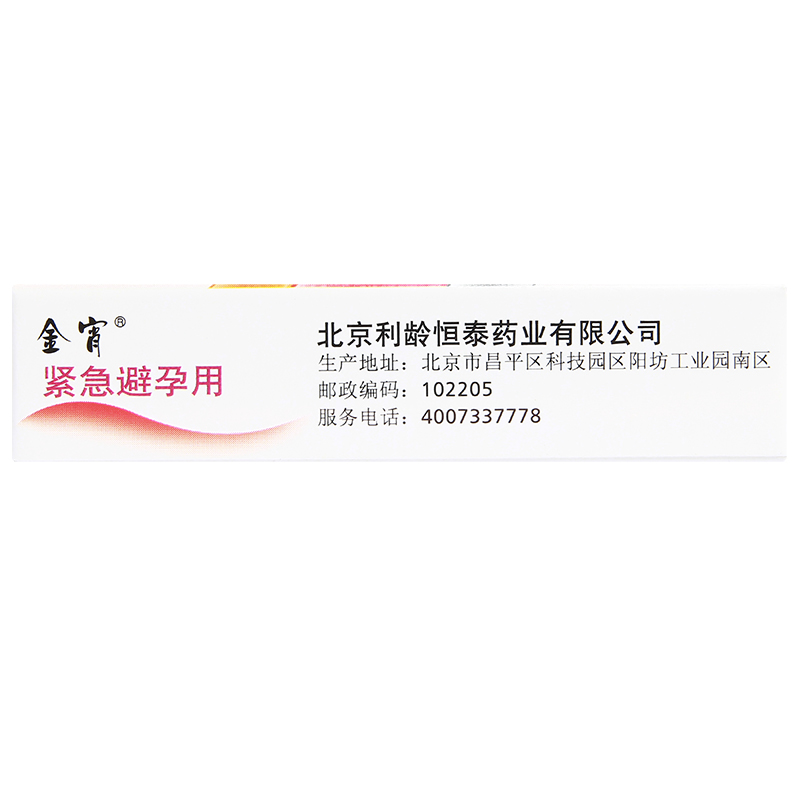 金宵®
紧急避孕用
北京利龄恒泰药业有限公司
生产地址：北京市昌平区科技园区阳坊工业园南区
邮政编码：102205
服务电话：4007337778